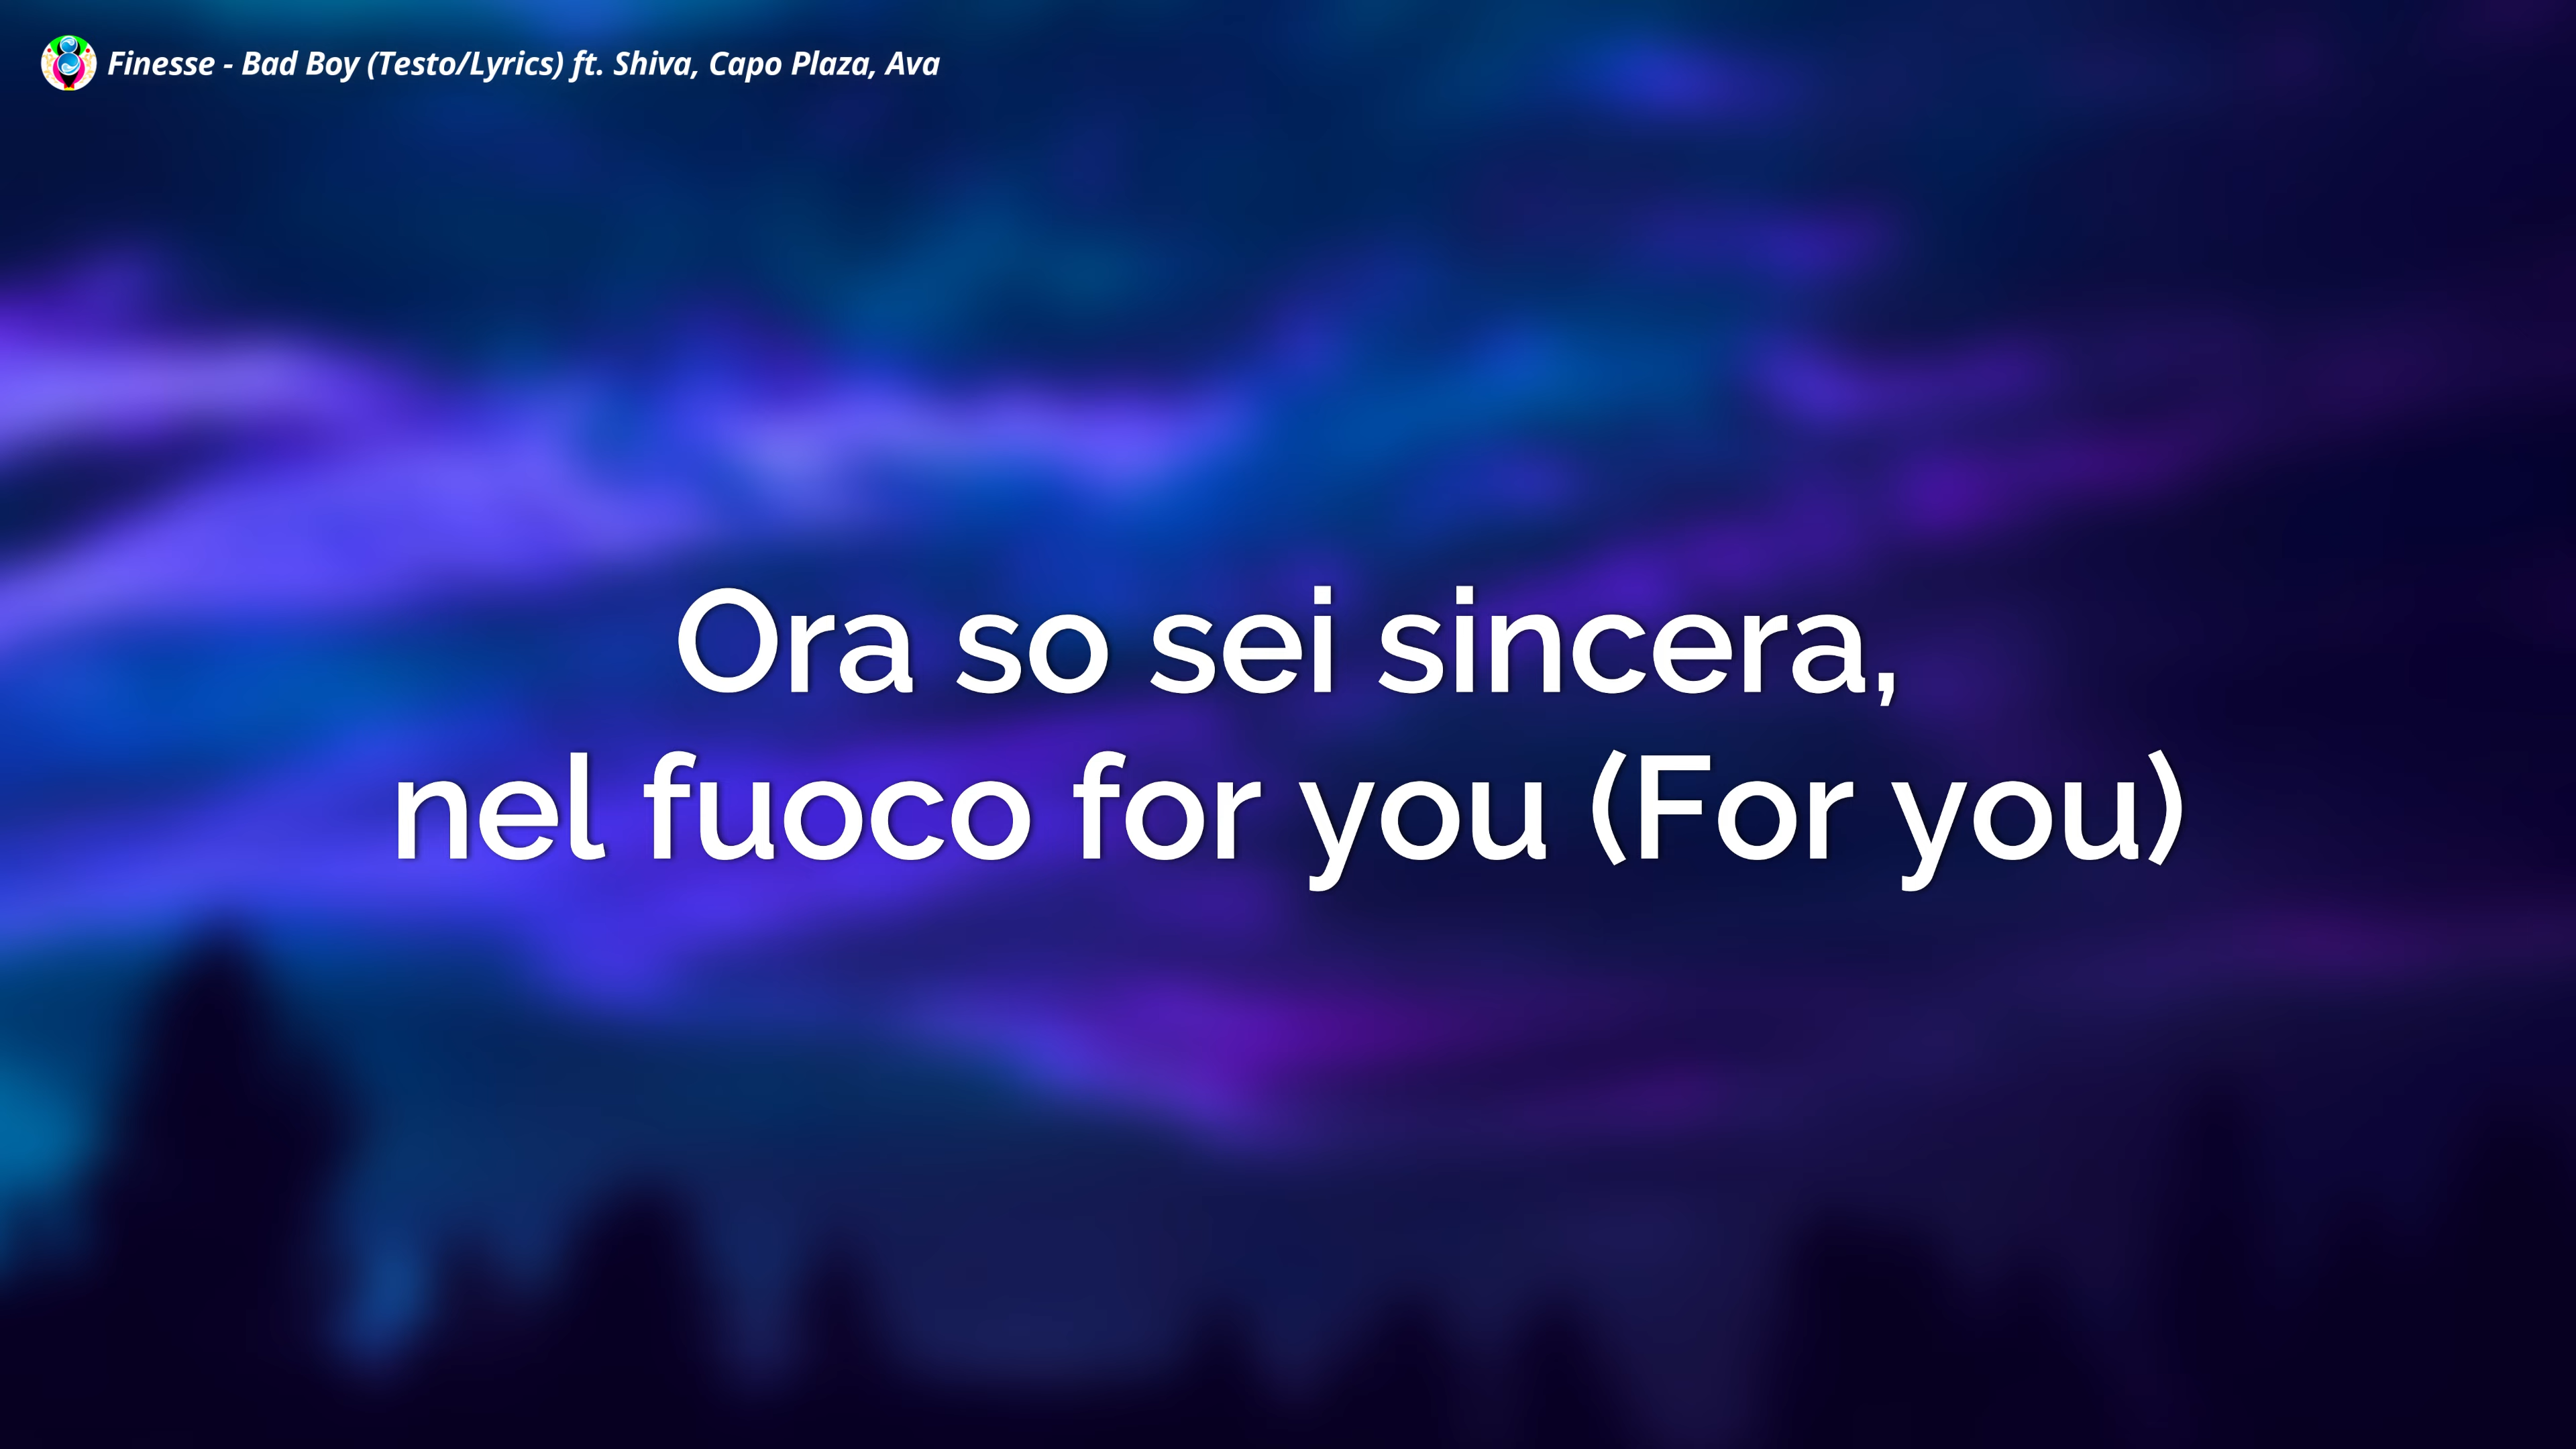 Finesse - Bad Boy (Testo/Lyrics) ft. Shiva, Capo Plaza, Ava
Ora so sei sincera,
nel fuoco for you (For you)